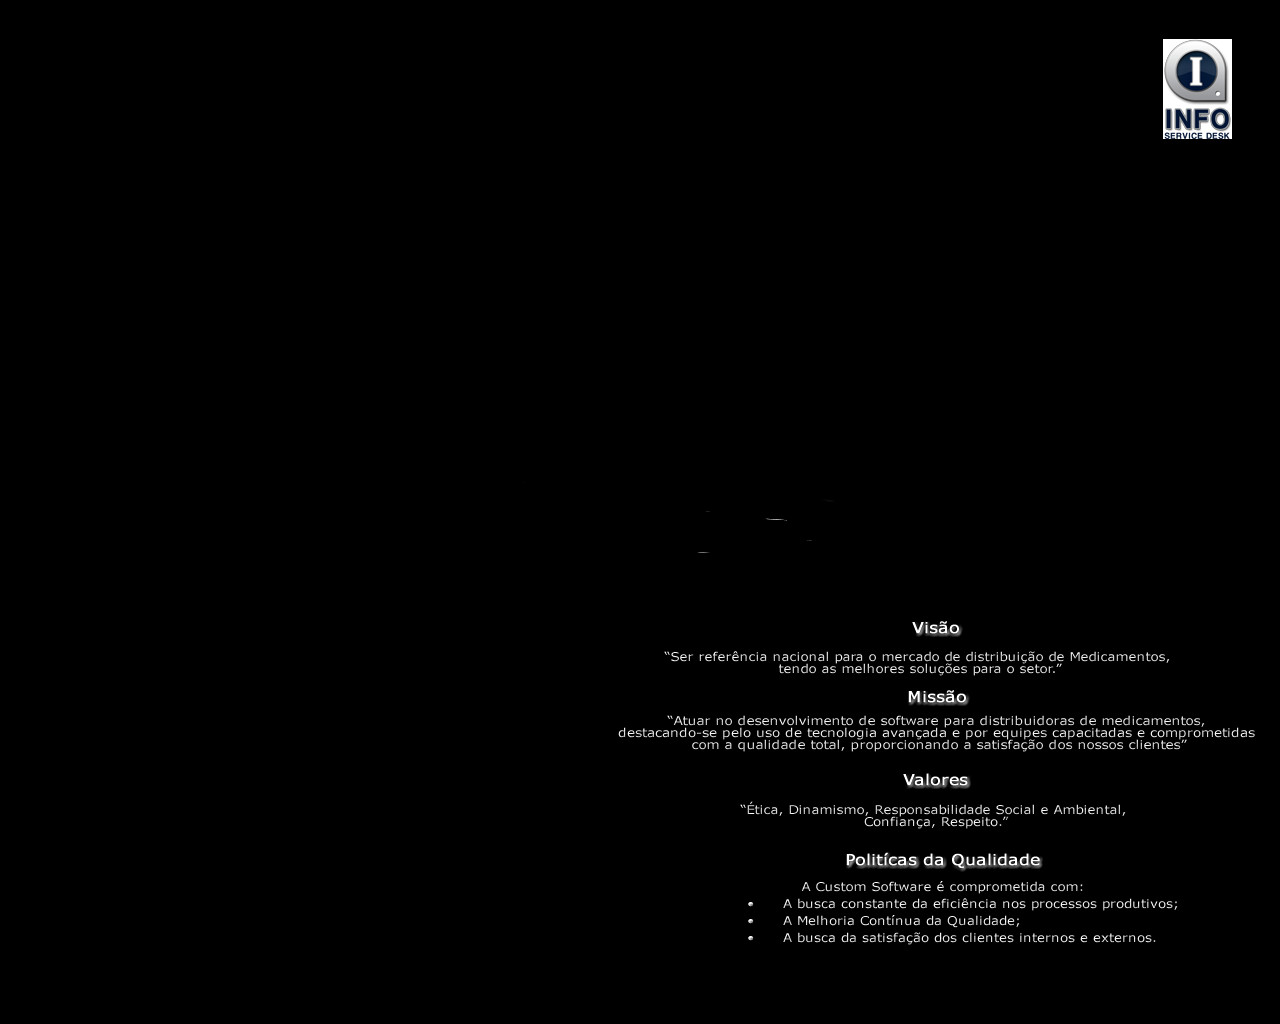 I
INFO
SERVICE DESK
Visão
“Ser referência nacional para o mercado de distribuição de Medicamentos,
tendo as melhores soluções para o setor.”
Missão
“Atuar no desenvolvimento de software para distribuidoras de medicamentos,
destacando-se pelo uso de tecnologia avançada e por equipes capacitadas e comprometidas
com a qualidade total, proporcionando a satisfação dos nossos clientes”
Valores
“Ética, Dinamismo, Responsabilidade Social e Ambiental,
Confiança, Respeito.”
Politícas da Qualidade
A Custom Software é comprometida com:
• A busca constante da eficiência nos processos produtivos;
• A Melhoria Contínua da Qualidade;
• A busca da satisfação dos clientes internos e externos.